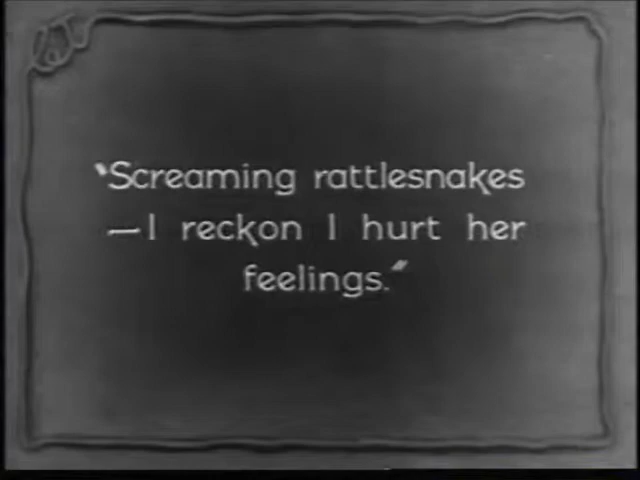 "Screaming rattlesnakes
—I reckon I hurt her
feelings."